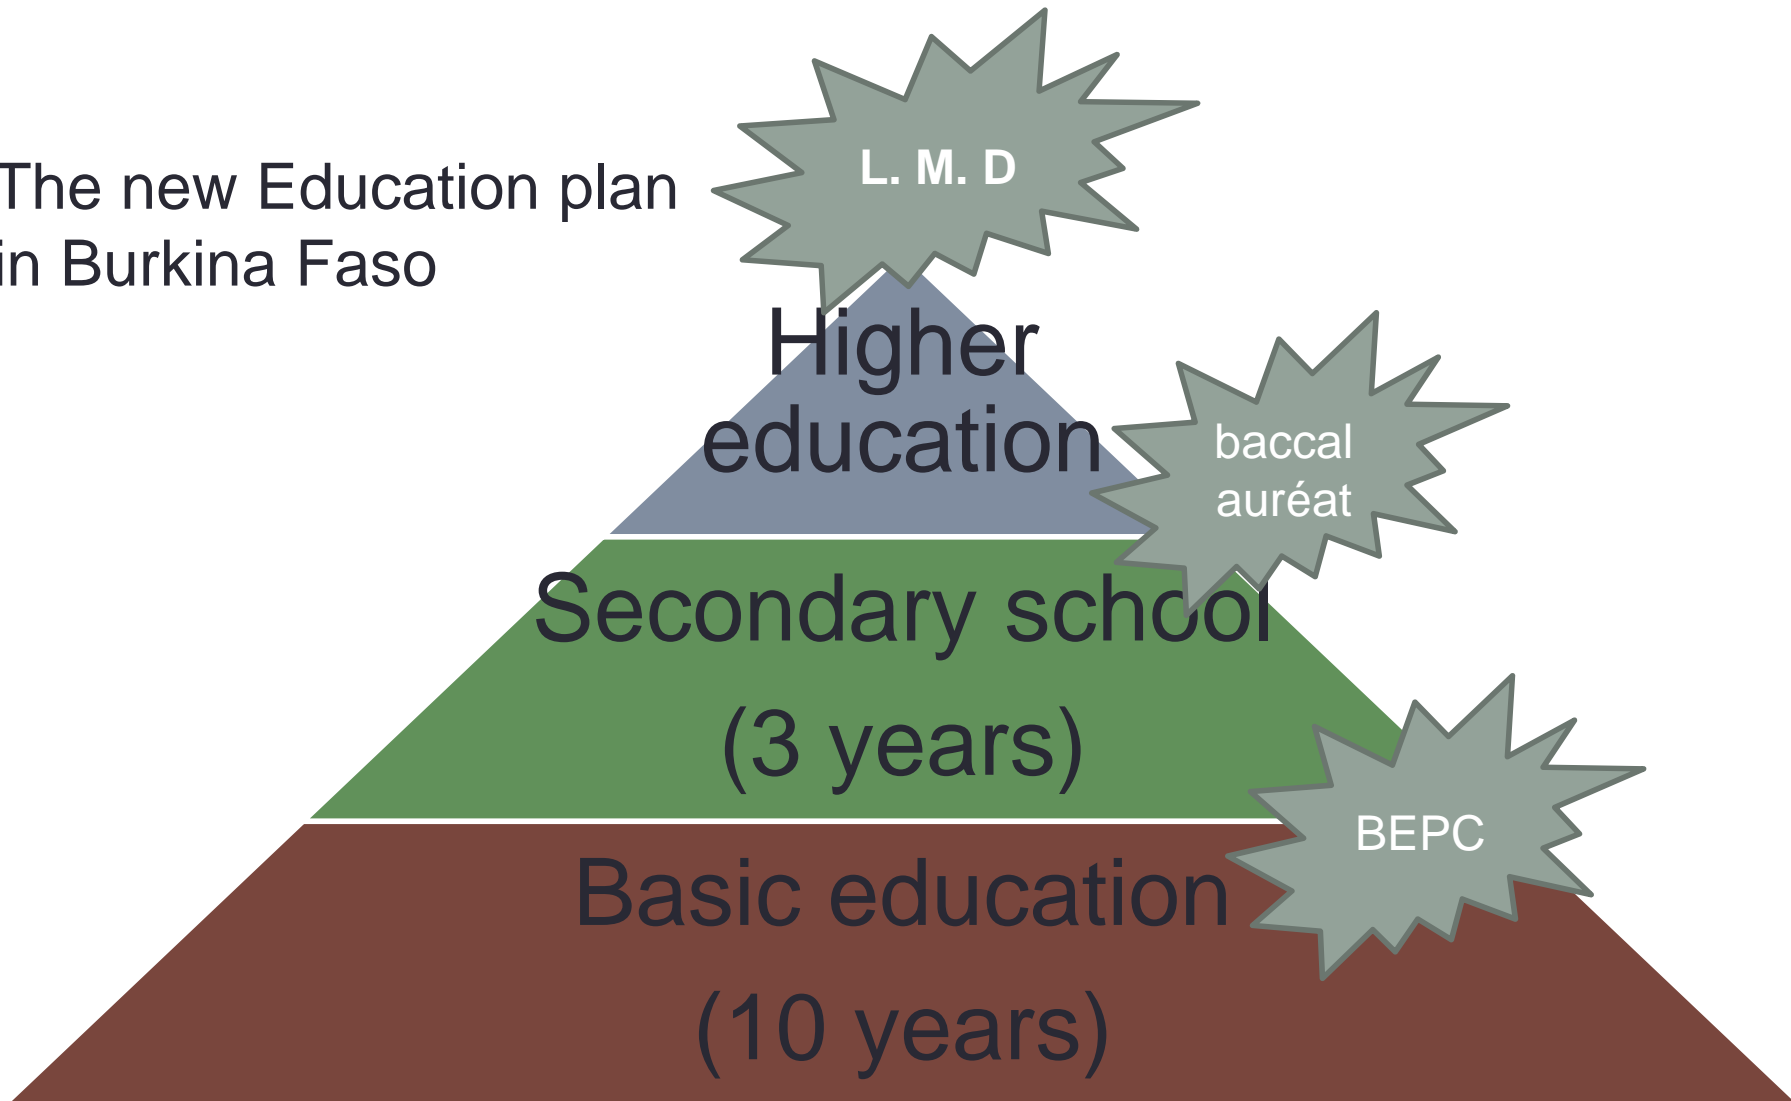 The new Education plan
in Burkina Faso
L. M. D
Higher
education
baccal
auréat
Secondary school
(3 years)
BEPC
Basic education
(10 years)